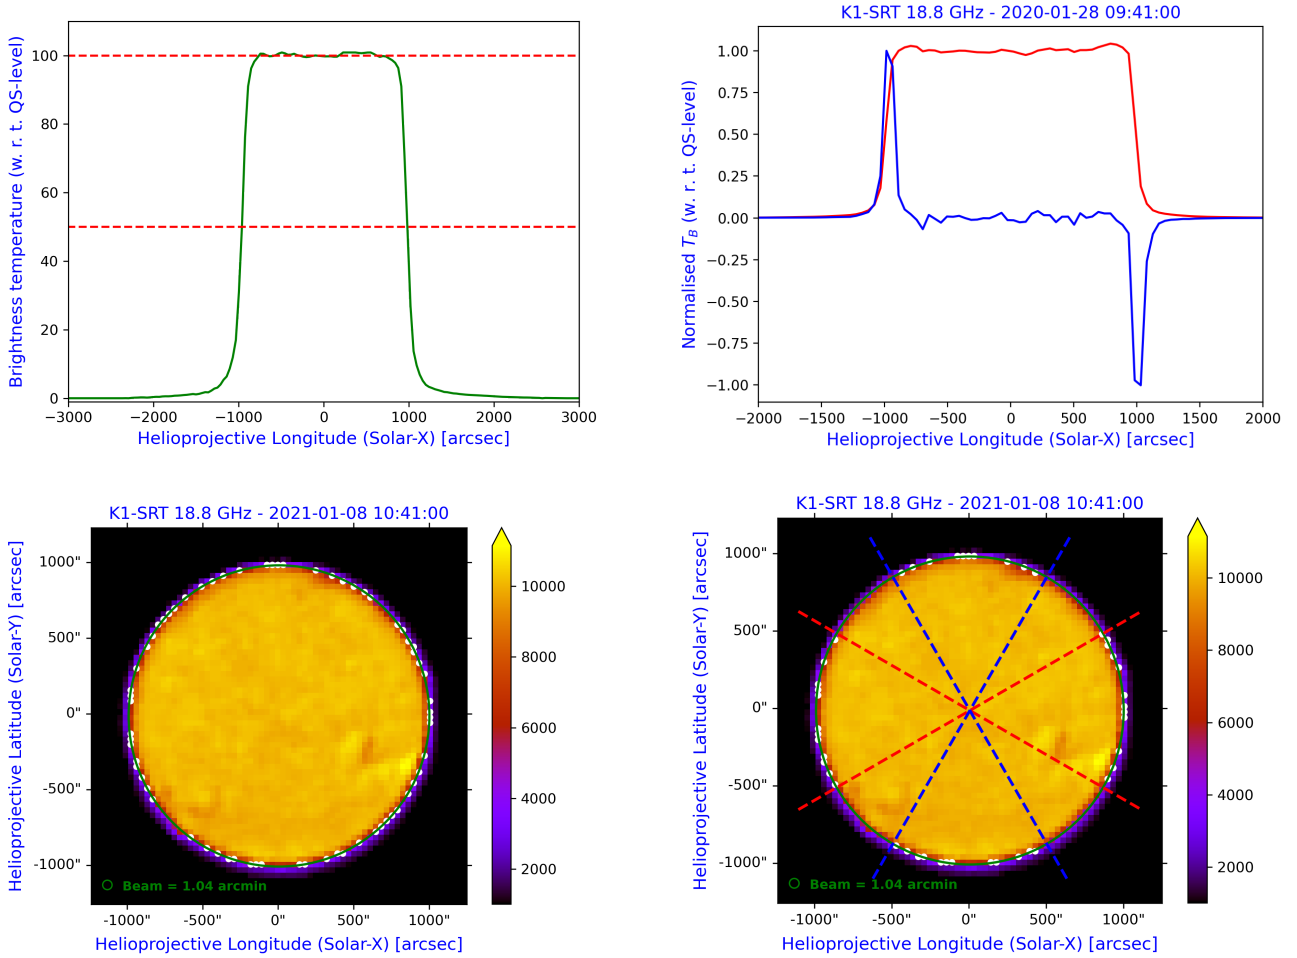 100
80
60
40
20
0
−3000 −2000 −1000 0 1000 2000 3000
Brightness temperature (w. r. t. QS-level)
Helioprojective Longitude (Solar-X) [arcsec]
K1-SRT 18.8 GHz - 2020-01-28 09:41:00
1.00
0.75
0.50
0.25
0.00
−0.25
−0.50
−0.75
−1.00
−2000 −1500 −1000 −500 0 500 1000 1500 2000
Normalised T_B (w. r. t. QS-level)
Helioprojective Longitude (Solar-X) [arcsec]
K1-SRT 18.8 GHz - 2021-01-08 10:41:00
1000"
500"
0"
-500"
-1000"
-1000" -500" 0" 500" 1000"
Helioprojective Latitude (Solar-Y) [arcsec]
Helioprojective Longitude (Solar-X) [arcsec]
Beam = 1.04 arcmin
10000
8000
6000
4000
2000
K1-SRT 18.8 GHz - 2021-01-08 10:41:00
1000"
500"
0"
-500"
-1000"
-1000" -500" 0" 500" 1000"
Helioprojective Latitude (Solar-Y) [arcsec]
Helioprojective Longitude (Solar-X) [arcsec]
Beam = 1.04 arcmin
10000
8000
6000
4000
2000